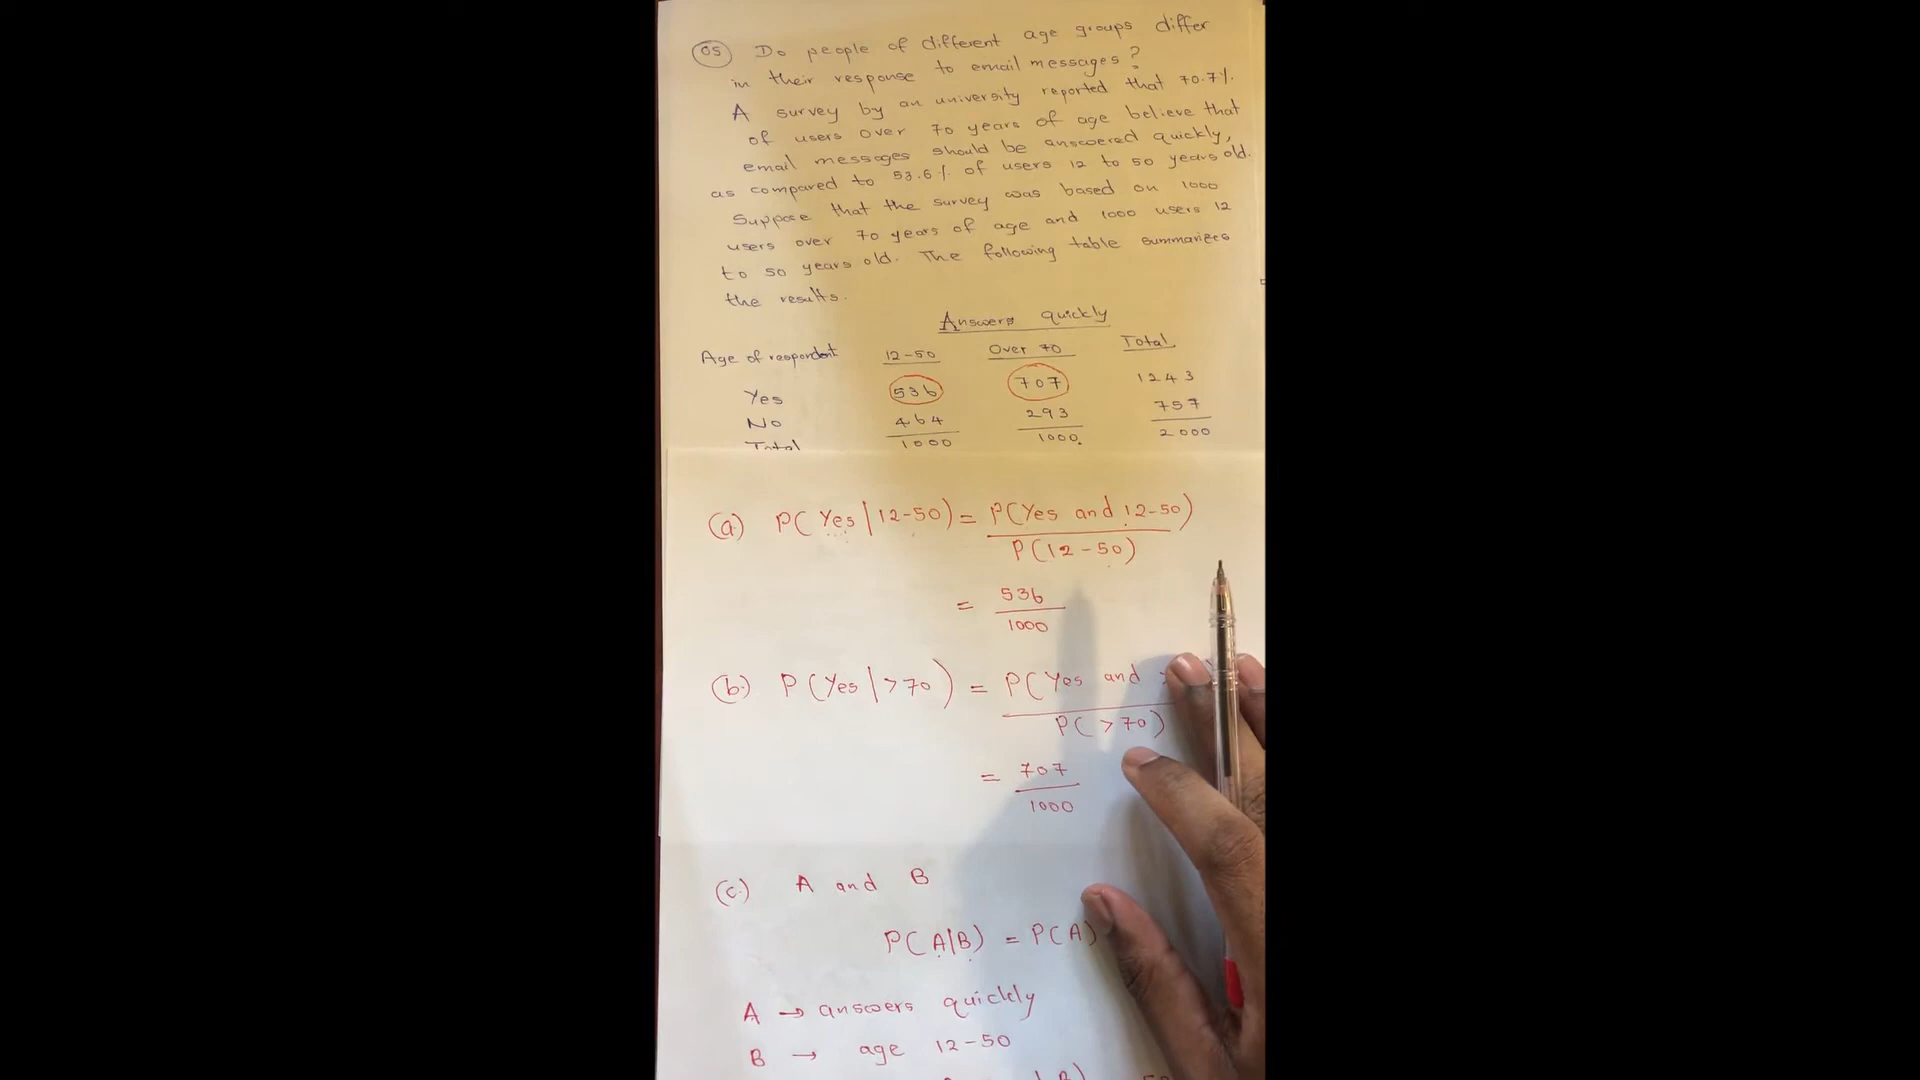 05 Do people of different age groups differ
in their response to email messages?
A survey by an university reported that 70.7%
of users over 70 years of age believe that
email messages should be answered quickly,
as compared to 53.6% of users 12 to 50 years old.
Suppose that the survey was based on 1000
users over 70 years of age and 1000 users 12
to 50 years old. The following table summarizes
the results.
Answers quickly
Age of respondent 12-50 Over 70 Total
Yes 536 707 1243
No 464 293 757
Total 1000 1000 2000
(a) P(Yes|12-50) = P(Yes and 12-50)
P(12-50)
= 536
1000
(b) P(Yes|>70) = P(Yes and
P(>70)
= 707
1000
(c) A and B
P(A|B) = P(A)
A → answers quickly
B → age 12-50